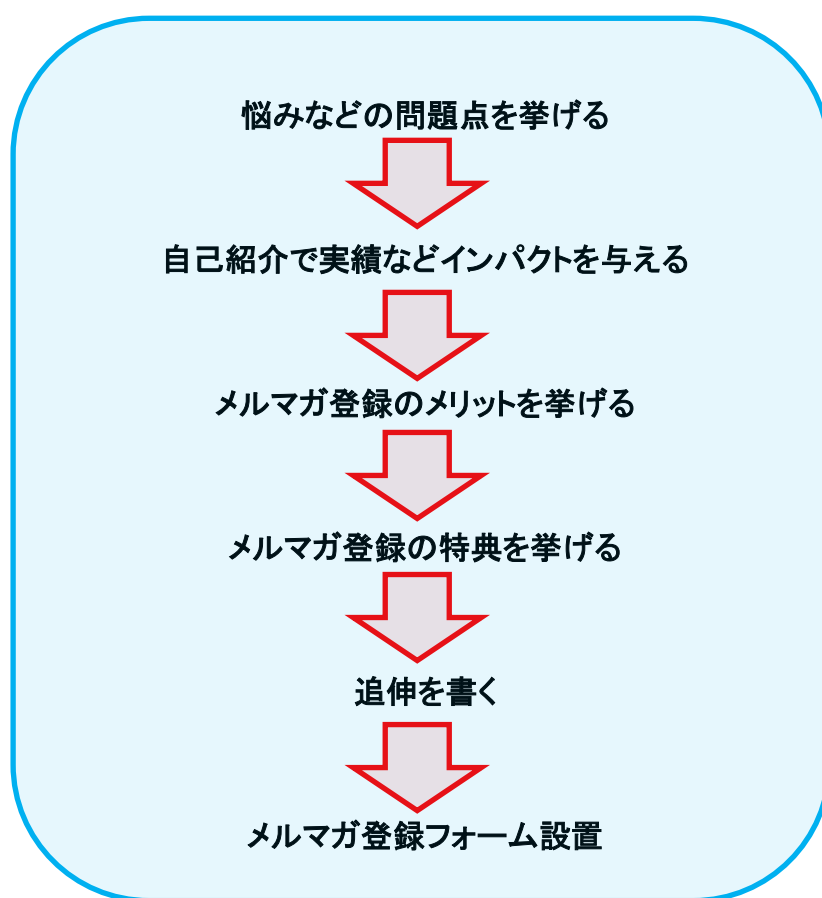 悩みなどの問題点を挙げる
自己紹介で実績などインパクトを与える
メルマガ登録のメリットを挙げる
メルマガ登録の特典を挙げる
追伸を書く
メルマガ登録フォーム設置